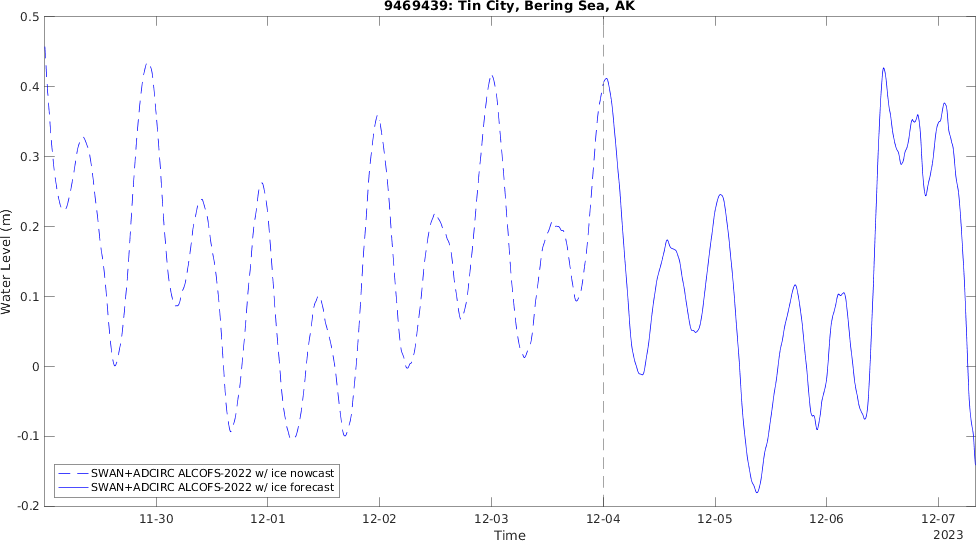 9469439: Tin City, Bering Sea, AK
0.5
0.4
0.3
0.2
0.1
0
-0.1
-0.2
Water Level (m)
SWAN+ADCIRC ALCOFS-2022 w/ ice nowcast
SWAN+ADCIRC ALCOFS-2022 w/ ice forecast
11-30 12-01 12-02 12-03 12-04 12-05 12-06 12-07
Time
2023